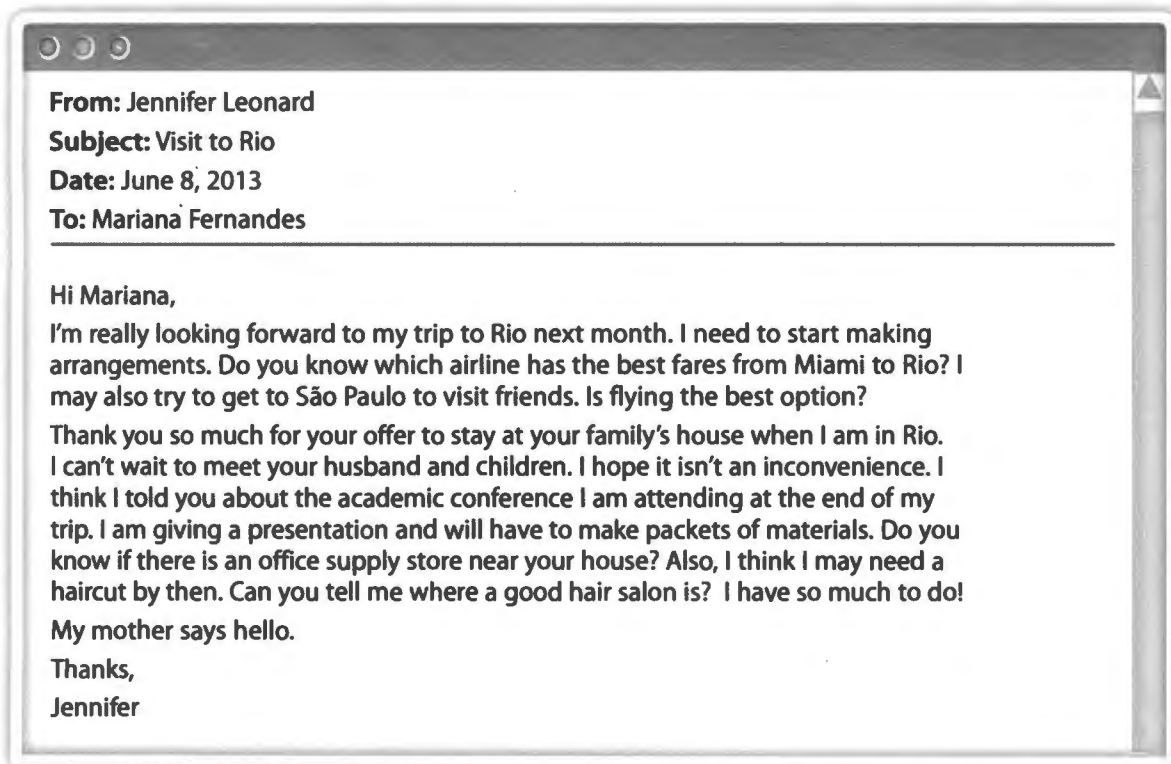 From: Jennifer Leonard
Subject: Visit to Rio
Date: June 8, 2013
To: Mariana Fernandes
Hi Mariana,
I'm really looking forward to my trip to Rio next month. I need to start making
arrangements. Do you know which airline has the best fares from Miami to Rio? I
may also try to get to São Paulo to visit friends. Is flying the best option?
Thank you so much for your offer to stay at your family's house when I am in Rio.
I can't wait to meet your husband and children. I hope it isn't an inconvenience. I
think I told you about the academic conference I am attending at the end of my
trip. I am giving a presentation and will have to make packets of materials. Do you
know if there is an office supply store near your house? Also, I think I may need a
haircut by then. Can you tell me where a good hair salon is? I have so much to do!
My mother says hello.
Thanks,
Jennifer